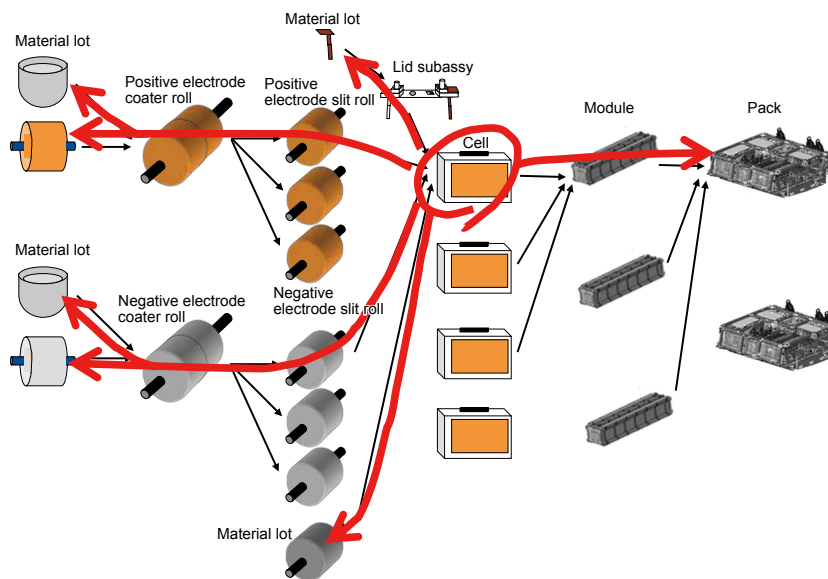 Material lot
Material lot
Lid subassy
Positive electrode
coater roll
Positive
electrode slit roll
Cell
Module
Pack
Material lot
Negative electrode
coater roll
Negative
electrode slit roll
Material lot